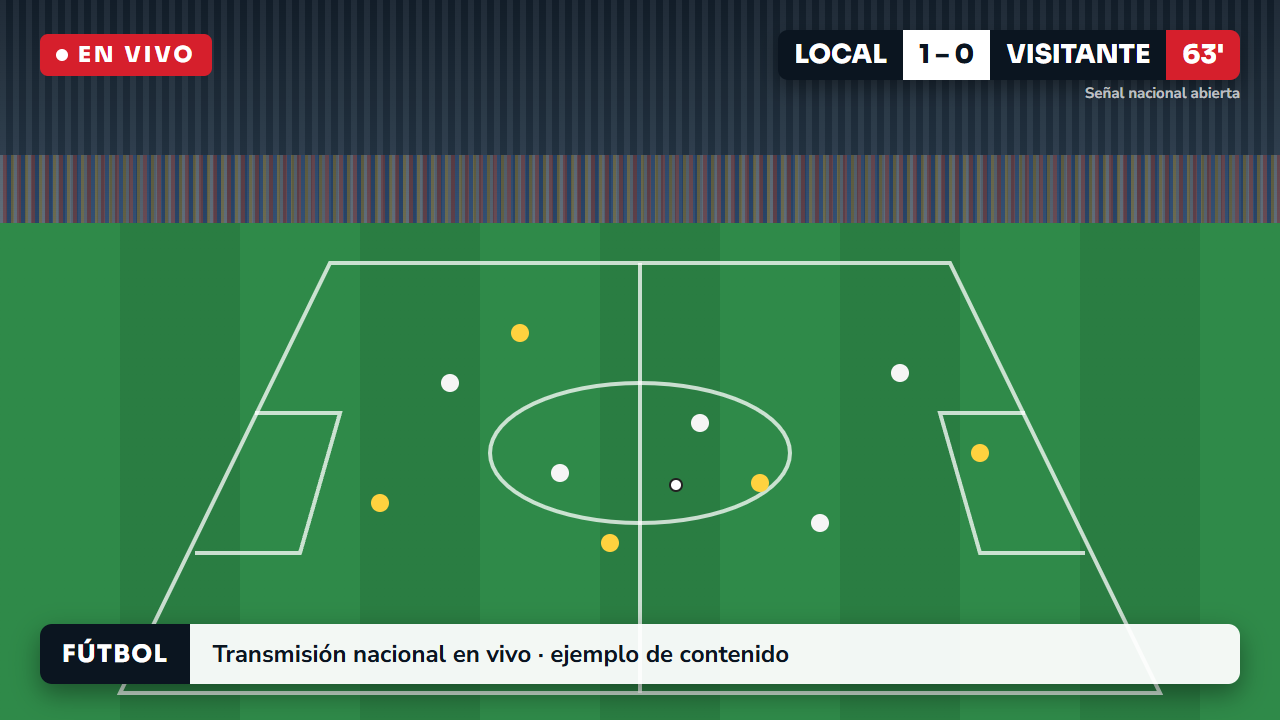 EN VIVO
LOCAL 1–0 VISITANTE 63'
Señal nacional abierta
FÚTBOL Transmisión nacional en vivo · ejemplo de contenido